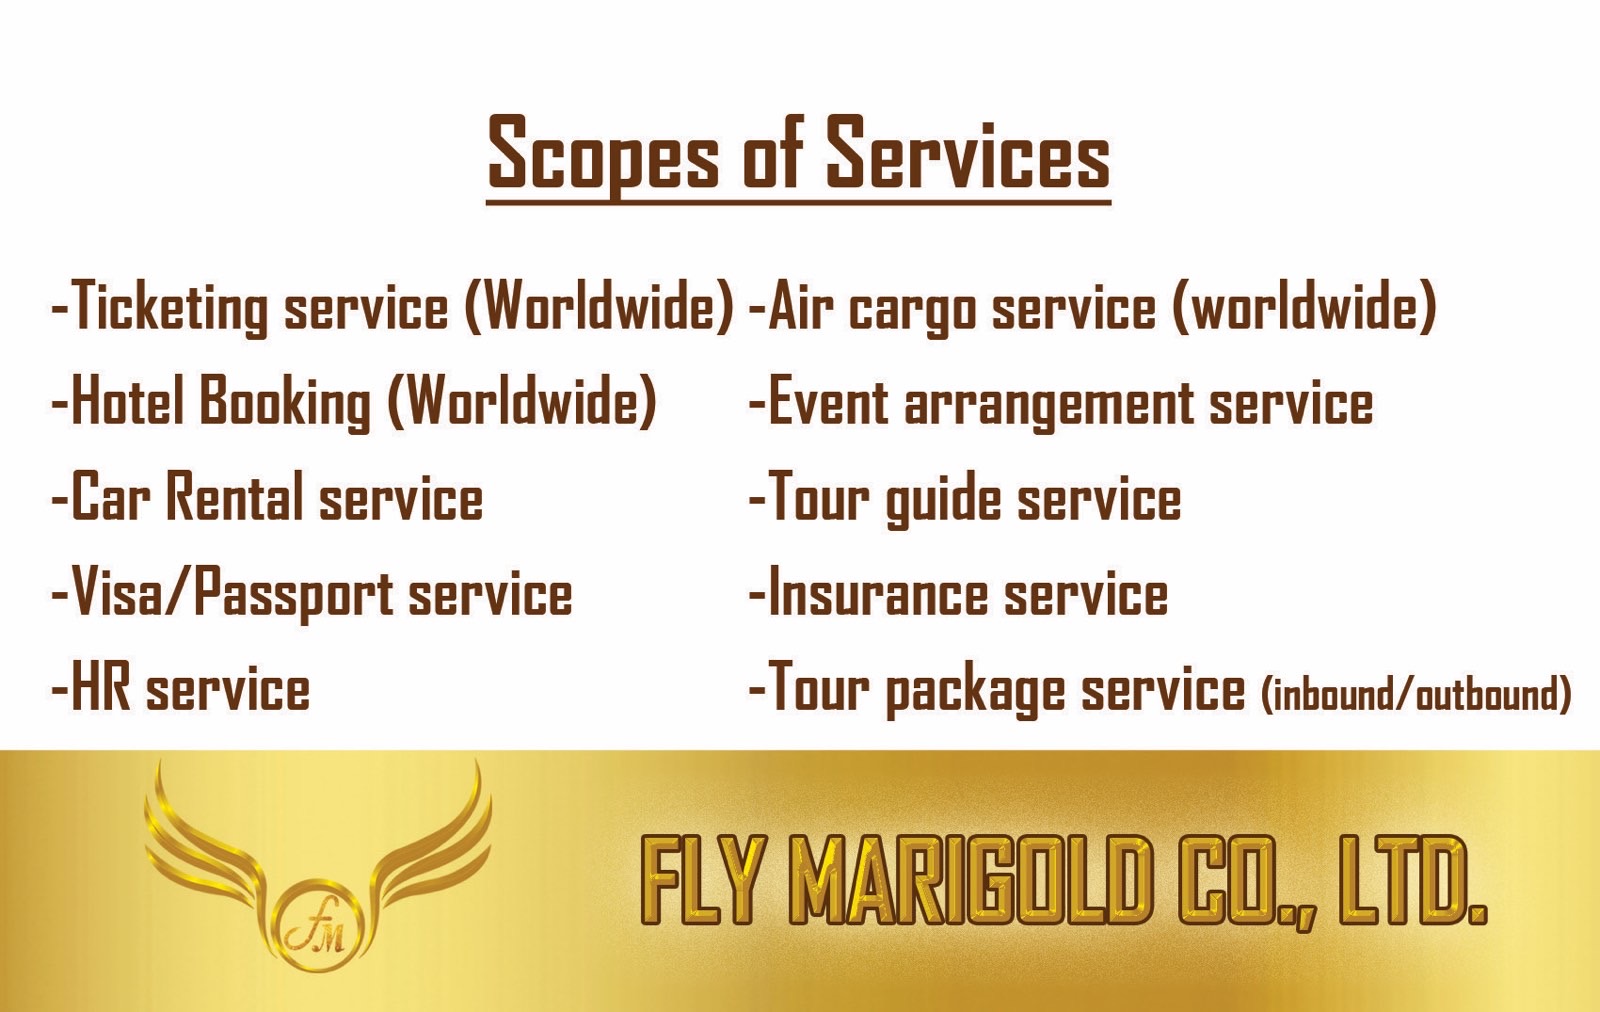 Scopes of Services
-Ticketing service (Worldwide)
-Hotel Booking (Worldwide)
-Car Rental service
-Visa/Passport service
-HR service
-Air cargo service (worldwide)
-Event arrangement service
-Tour guide service
-Insurance service
-Tour package service (inbound/outbound)
fM
FLY MARIGOLD CO., LTD.